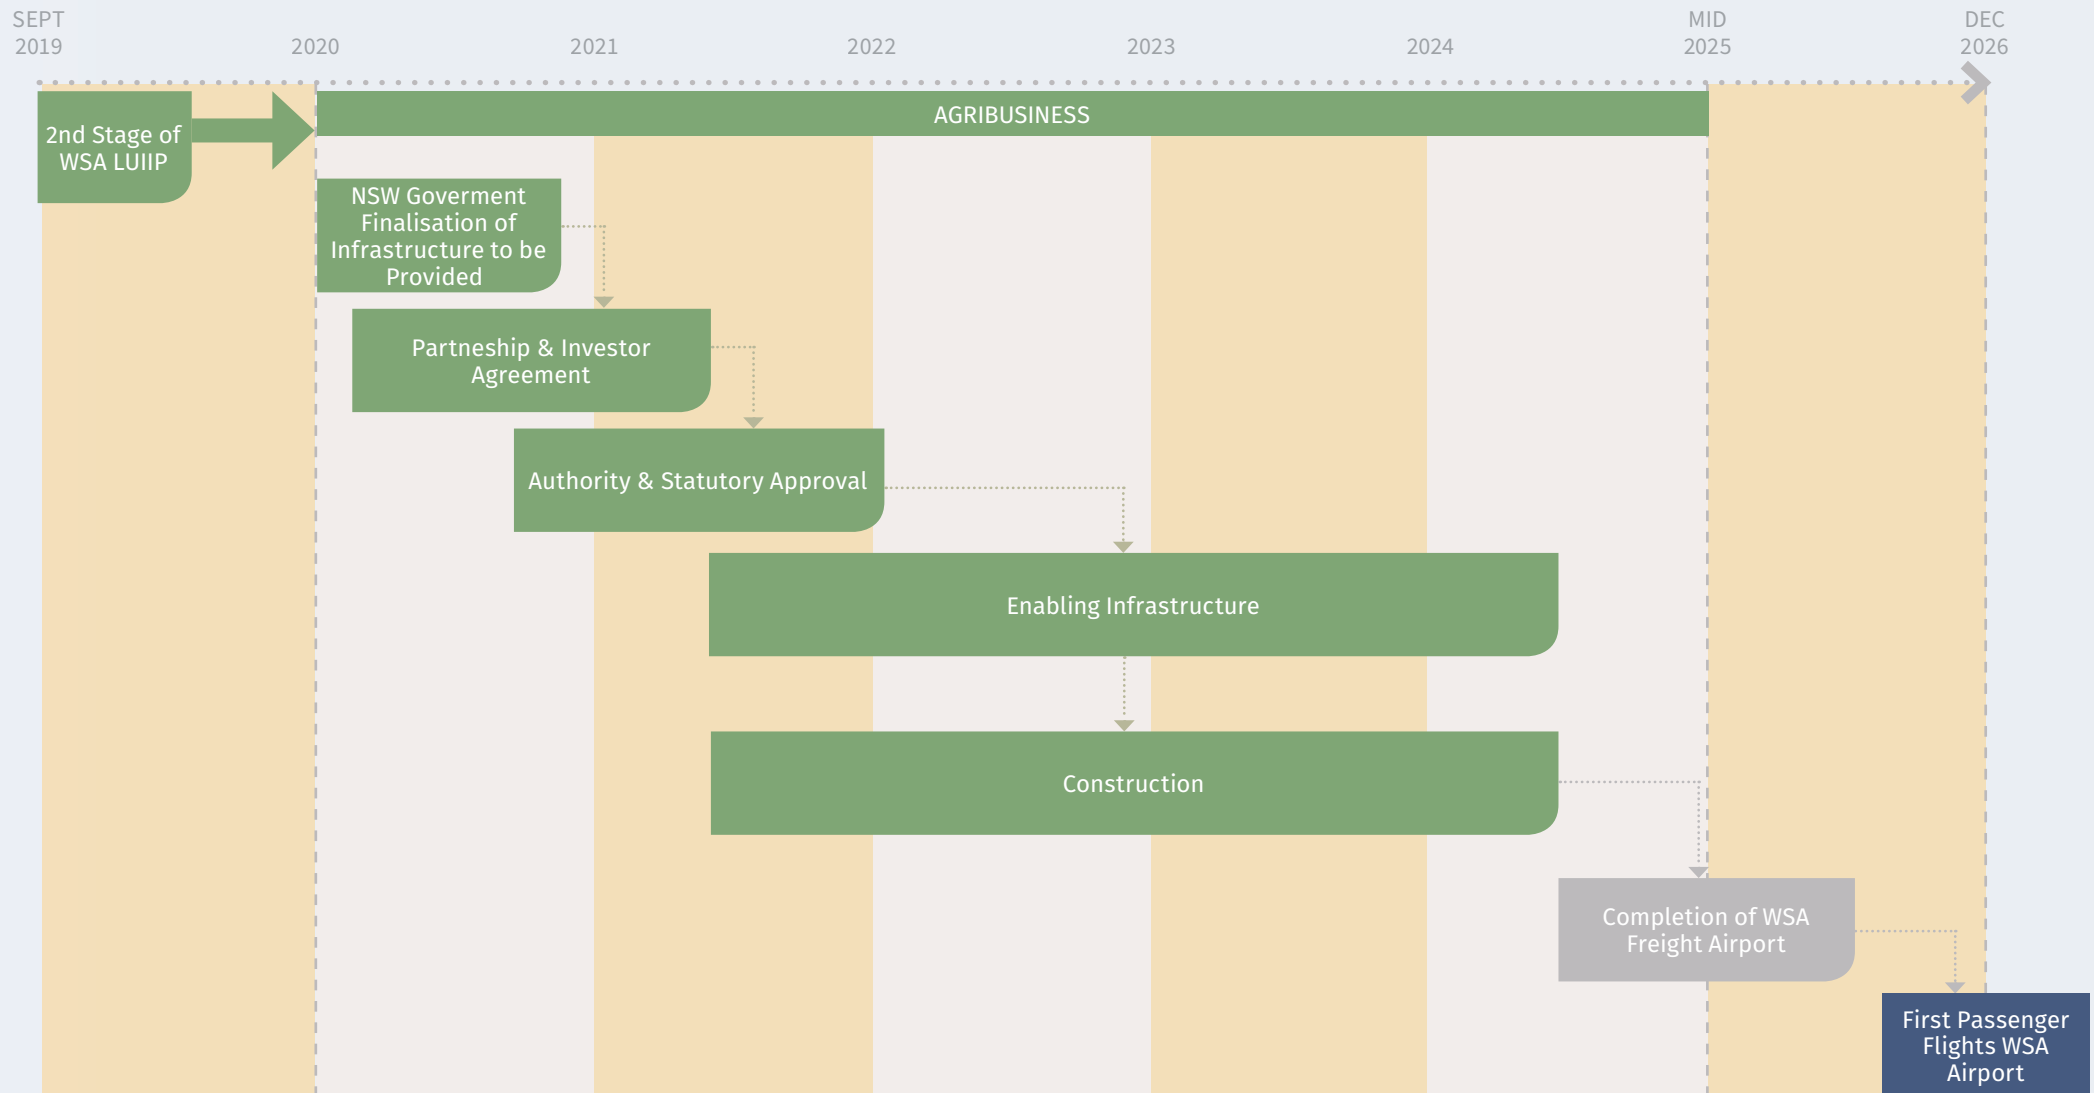 SEPT
2019
2020
2021
2022
2023
2024
MID
2025
DEC
2026
AGRIBUSINESS
2nd Stage of
WSA LUIIP
NSW Goverment
Finalisation of
Infrastructure to be
Provided
Partneship & Investor
Agreement
Authority & Statutory Approval
Enabling Infrastructure
Construction
Completion of WSA
Freight Airport
First Passenger
Flights WSA
Airport